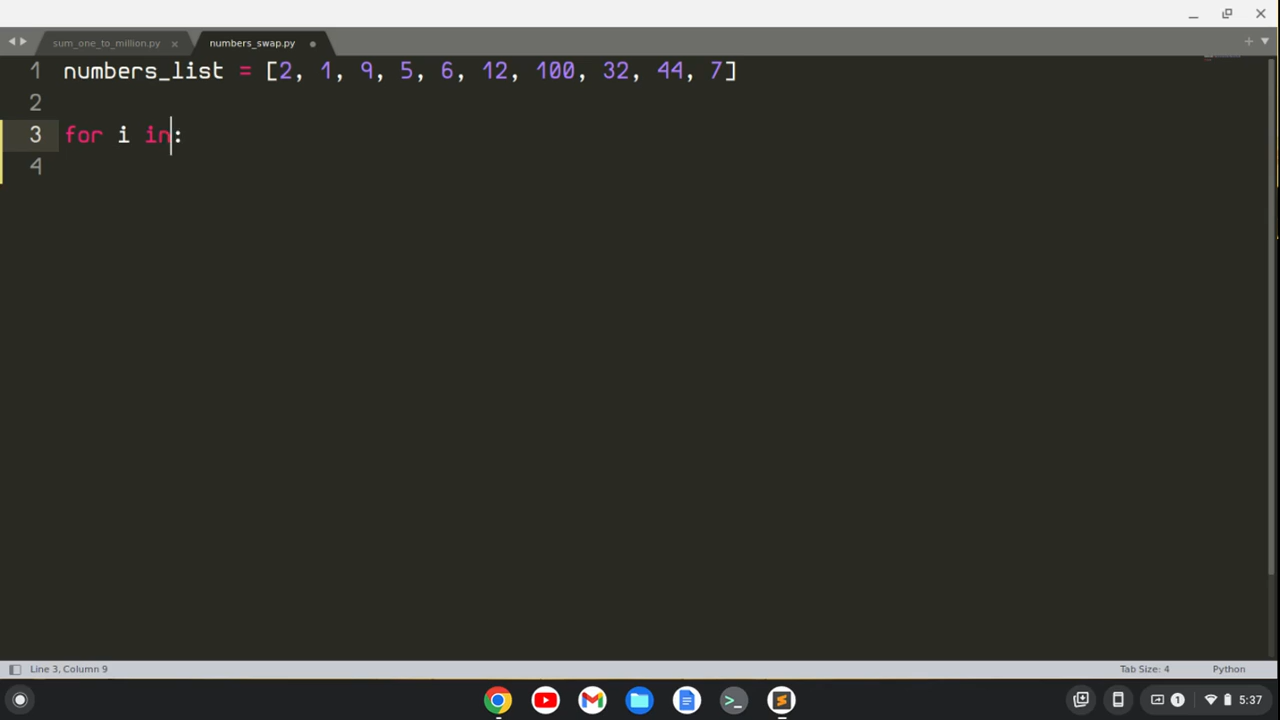 sum_one_to_million.py × numbers_swap.py
1 numbers_list = [2, 1, 9, 5, 6, 12, 100, 32, 44, 7]
2
3 for i in:
4
Line 3, Column 9 Tab Size: 4 Python
1 5:37